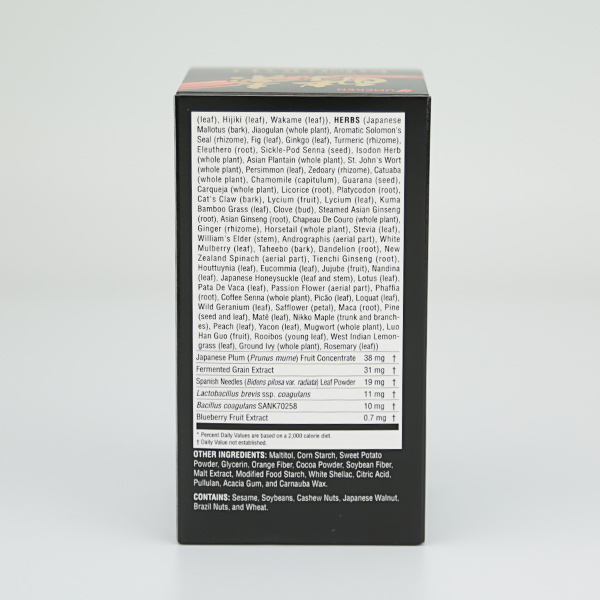 UMEKEN
(leaf), Hijiki (leaf), Wakame (leaf)), HERBS (Japanese
Mallotus (bark), Jiaogulan (whole plant), Aromatic Solomon's
Seal (rhizome), Fig (leaf), Ginkgo (leaf), Turmeric (rhizome),
Eleuthero (root), Sickle-Pod Senna (seed), Isodon Herb
(whole plant), Asian Plantain (whole plant), St. John's Wort
(whole plant), Persimmon (leaf), Zedoary (rhizome), Catuaba
(whole plant), Chamomile (capitulum), Guarana (seed),
Carqueja (whole plant), Licorice (root), Platycodon (root),
Cat's Claw (bark), Lycium (fruit), Lycium (leaf), Kuma
Bamboo Grass (leaf), Clove (bud), Steamed Asian Ginseng
(root), Asian Ginseng (root), Chapeau De Couro (whole plant),
Ginger (rhizome), Horsetail (whole plant), Stevia (leaf),
William's Elder (stem), Andrographis (aerial part), White
Mulberry (leaf), Taheebo (bark), Dandelion (root), New
Zealand Spinach (aerial part), Tienchi Ginseng (root),
Houttuynia (leaf), Eucommia (leaf), Jujube (fruit), Nandina
(leaf), Japanese Honeysuckle (leaf and stem), Lotus (leaf),
Pata De Vaca (leaf), Passion Flower (aerial part), Phaffia
(root), Coffee Senna (whole plant), Picão (leaf), Loquat (leaf),
Wild Geranium (leaf), Safflower (petal), Maca (root), Pine
(seed and leaf), Matê (leaf), Nikko Maple (trunk and branch-
es), Peach (leaf), Yacon (leaf), Mugwort (whole plant), Luo
Han Guo (fruit), Rooibos (young leaf), West Indian Lemon-
grass (leaf), Ground Ivy (whole plant), Rosemary (leaf))
Japanese Plum (Prunus mume) Fruit Concentrate 38 mg †
Fermented Grain Extract 31 mg †
Spanish Needles (Bidens pilosa var. radiata) Leaf Powder 19 mg †
Lactobacillus brevis ssp. coagulans 11 mg †
Bacillus coagulans SANK70258 10 mg †
Blueberry Fruit Extract 0.7 mg †
* Percent Daily Values are based on a 2,000 calorie diet.
† Daily Value not established.
OTHER INGREDIENTS: Maltitol, Corn Starch, Sweet Potato
Powder, Glycerin, Orange Fiber, Cocoa Powder, Soybean Fiber,
Malt Extract, Modified Food Starch, White Shellac, Citric Acid,
Pullulan, Acacia Gum, and Carnauba Wax.
CONTAINS: Sesame, Soybeans, Cashew Nuts, Japanese Walnut,
Brazil Nuts, and Wheat.